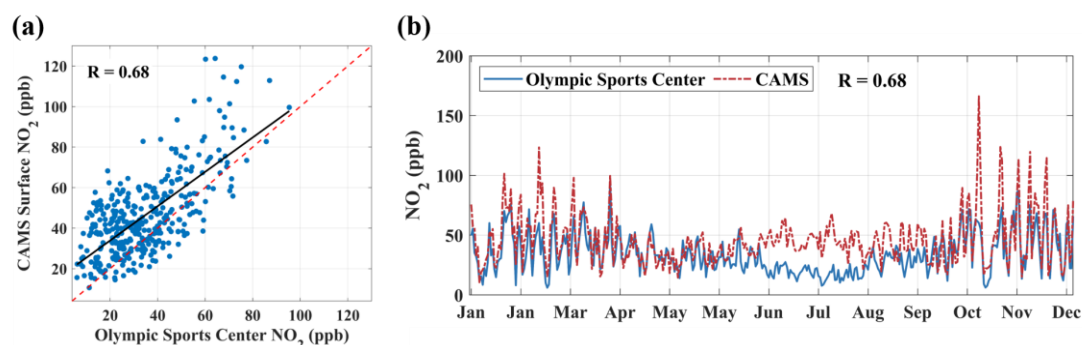 (a)
130
120
100
80
60
40
20
R = 0.68
CAMS Surface NO2 (ppb)
20 40 60 80 100 120
Olympic Sports Center NO2 (ppb)
(b)
200
150
100
50
0
NO2 (ppb)
Olympic Sports Center CAMS R = 0.68
Jan Jan Mar Apr May May Jun Jul Aug Sep Oct Nov Dec